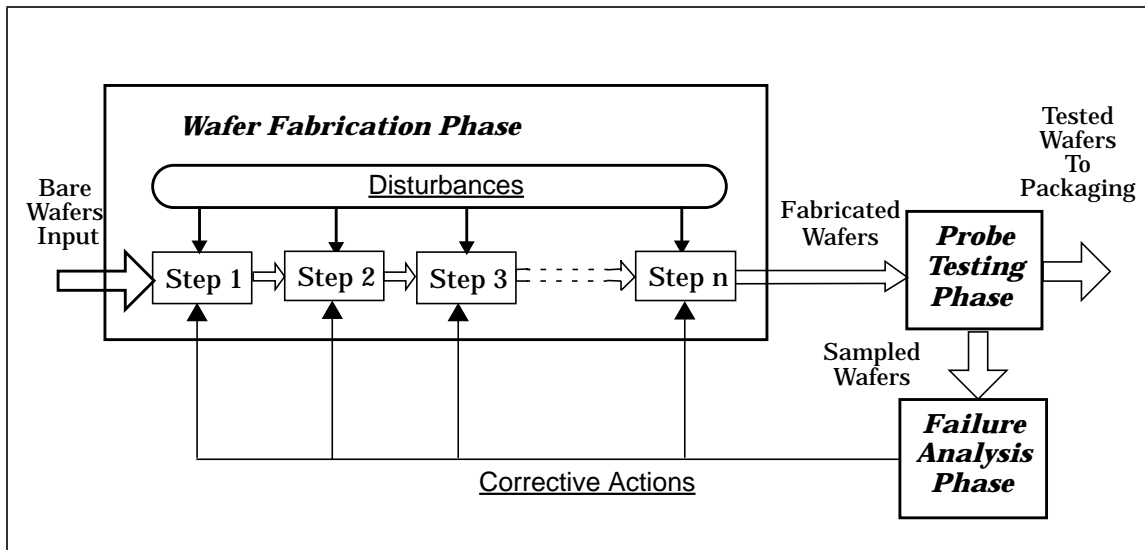 Wafer Fabrication Phase
Disturbances
Bare
Wafers
Input
Step 1
Step 2
Step 3
Step n
Fabricated
Wafers
Probe
Testing
Phase
Tested
Wafers
To
Packaging
Sampled
Wafers
Failure
Analysis
Phase
Corrective Actions